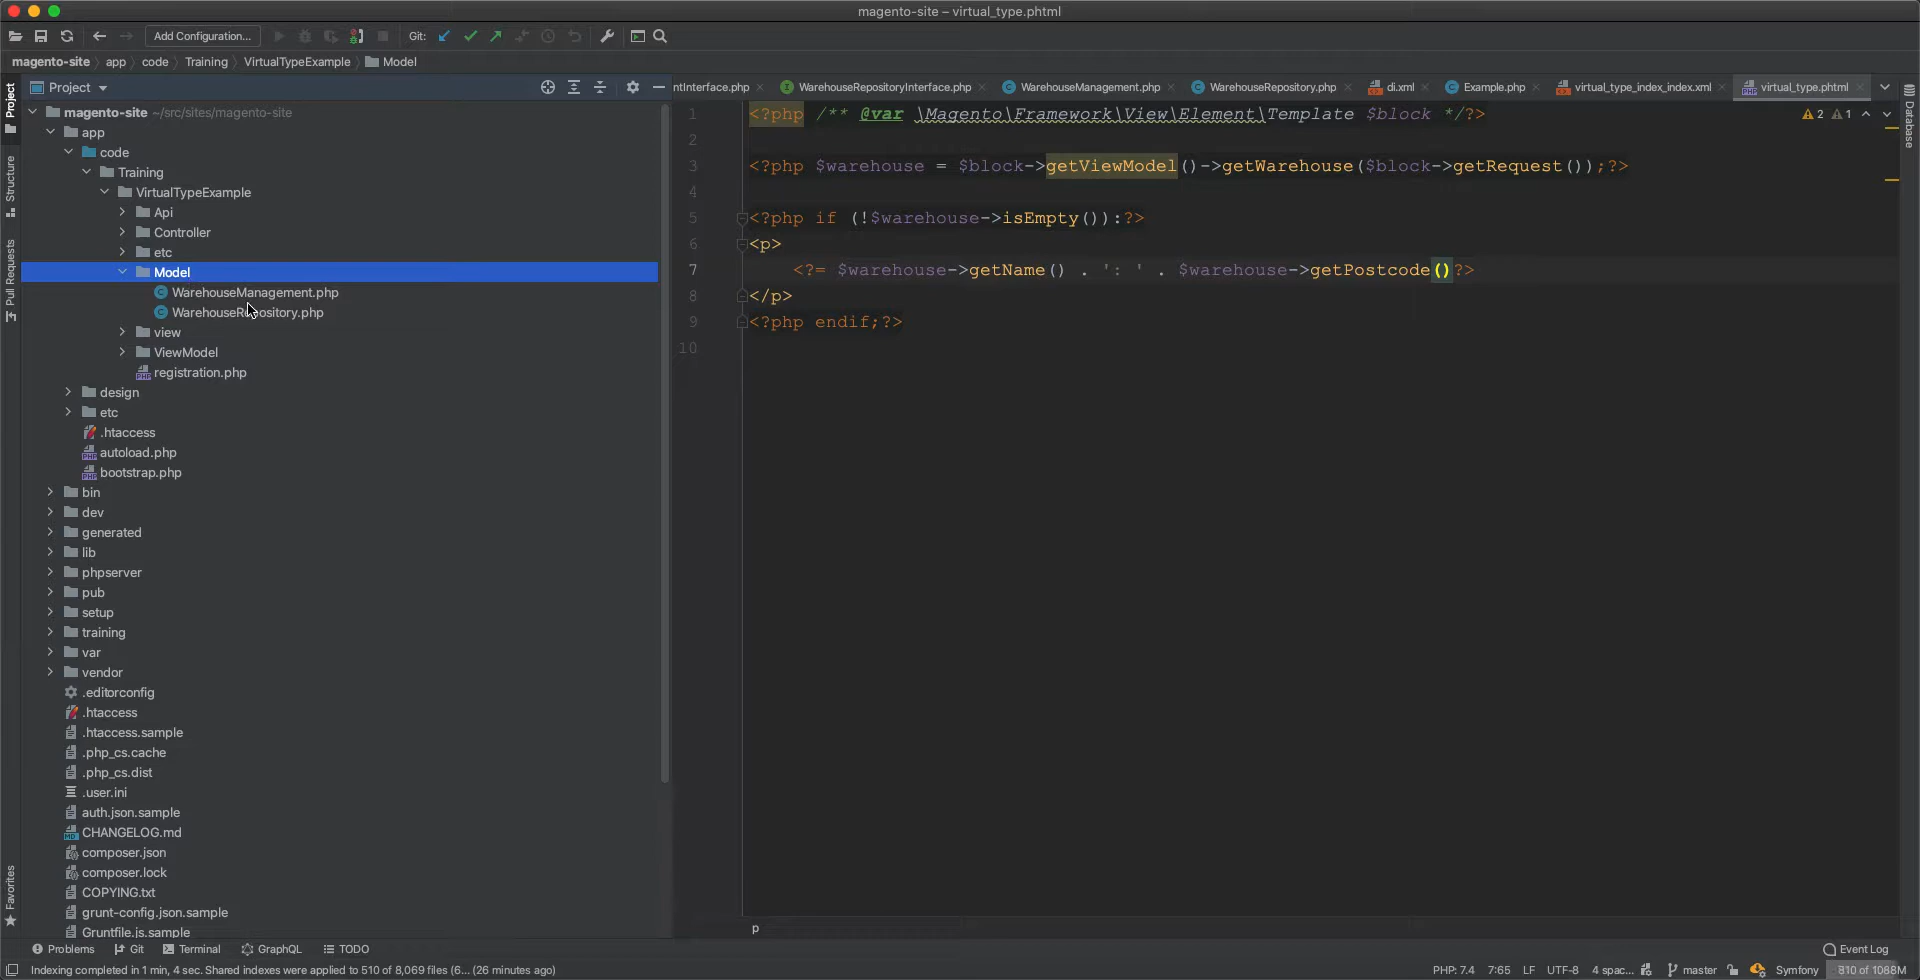 magento-site – virtual_type.phtml
Add Configuration...
Git:
magento-site
app
code
Training
VirtualTypeExample
Model
Project
ntInterface.php
WarehouseRepositoryInterface.php
WarehouseManagement.php
WarehouseRepository.php
di.xml
Example.php
virtual_type_index_index.xml
virtual_type.phtml
Project
Structure
Pull Requests
Favorites
Database
magento-site ~/src/sites/magento-site
app
code
Training
VirtualTypeExample
Api
Controller
etc
Model
WarehouseManagement.php
WarehouseRepository.php
view
ViewModel
registration.php
design
etc
.htaccess
autoload.php
bootstrap.php
bin
dev
generated
lib
phpserver
pub
setup
training
var
vendor
.editorconfig
.htaccess
.htaccess.sample
.php_cs.cache
.php_cs.dist
.user.ini
auth.json.sample
CHANGELOG.md
composer.json
composer.lock
COPYING.txt
grunt-config.json.sample
Gruntfile.js.sample
1 <?php /** @var \Magento\Framework\View\Element\Template $block */?>
2
3 <?php $warehouse = $block->getViewModel()->getWarehouse($block->getRequest());?>
4
5 <?php if (!$warehouse->isEmpty()):?>
6 <p>
7 <?= $warehouse->getName() . ': ' . $warehouse->getPostcode()?>
8 </p>
9 <?php endif;?>
10
2 1
p
Problems
Git
Terminal
GraphQL
TODO
Event Log
Indexing completed in 1 min, 4 sec. Shared indexes were applied to 510 of 8,069 files (6... (26 minutes ago)
PHP: 7.4
7:65
LF
UTF-8
4 spac...
master
Symfony
810 of 1088M